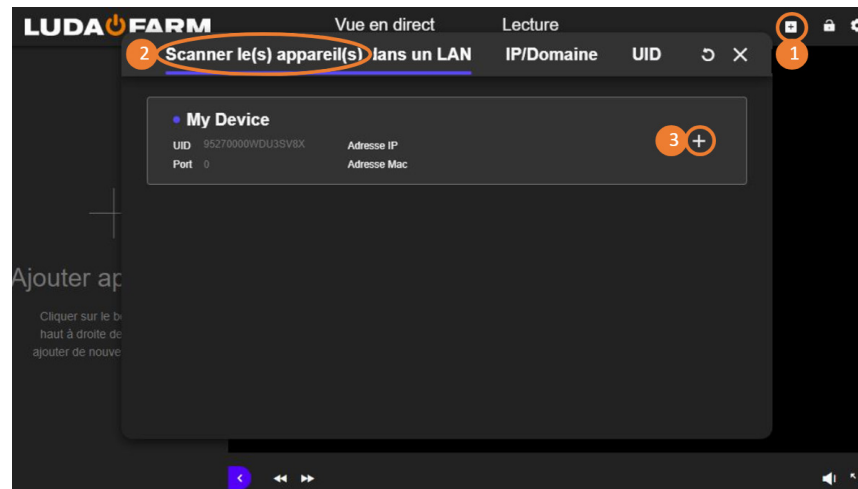 LUDA FARM
Vue en direct
Lecture
1
2
Scanner le(s) appareil(s) dans un LAN
IP/Domaine
UID
My Device
UID 95270000WDU3SV8X
Adresse IP
3
Port 0
Adresse Mac
Ajouter ap
Cliquer sur le b
haut à droite de
ajouter de nouve